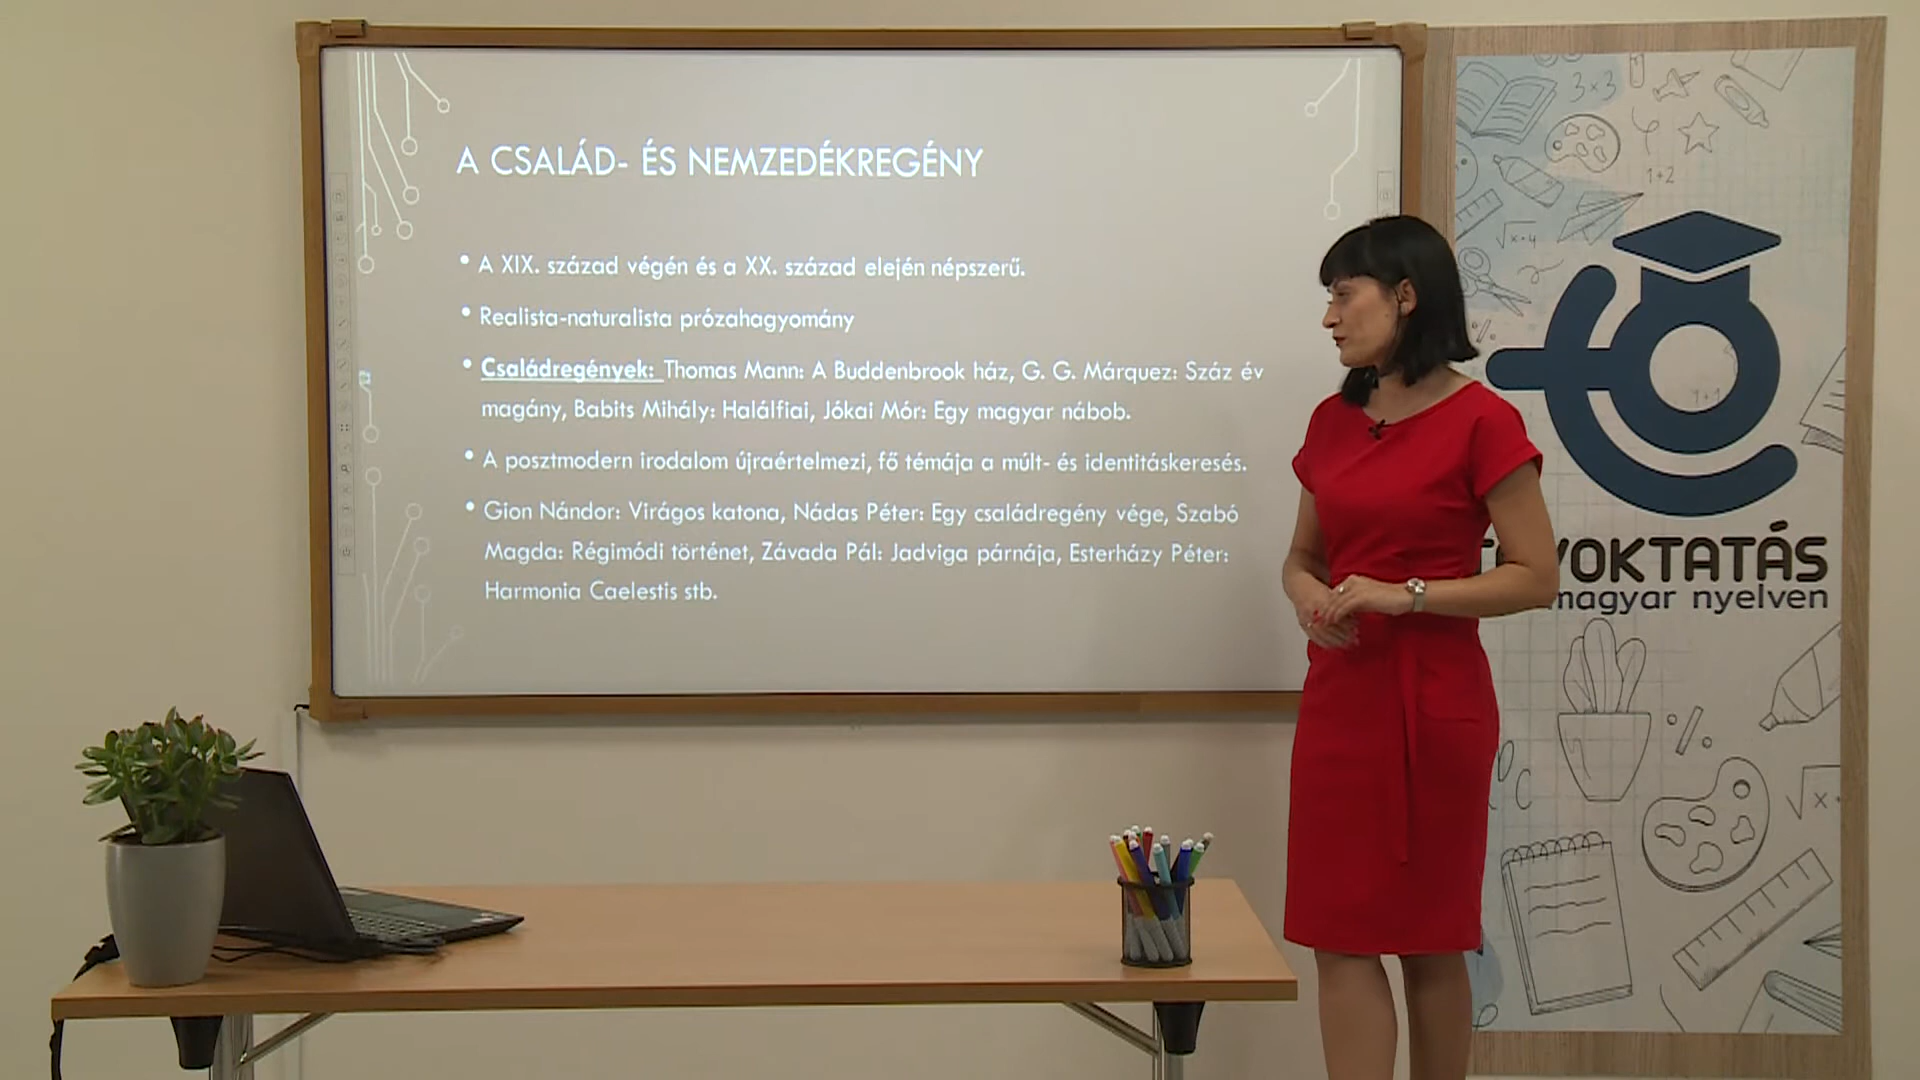 A CSALÁD- ÉS NEMZEDÉKREGÉNY
• A XIX. század végén és a XX. század elején népszerű.
• Realista-naturalista prózahagyomány
• Családregények: Thomas Mann: A Buddenbrook ház, G. G. Márquez: Száz év
magány, Babits Mihály: Halálfiai, Jókai Mór: Egy magyar nábob.
• A posztmodern irodalom újraértelmezi, fő témája a múlt- és identitáskeresés.
• Gion Nándor: Virágos katona, Nádas Péter: Egy családregény vége, Szabó
Magda: Régimódi történet, Závada Pál: Jadviga párnája, Esterházy Péter:
Harmonia Caelestis stb.
3×3
1+2
√x+y
1+1
VOKTATÁS
magyar nyelven